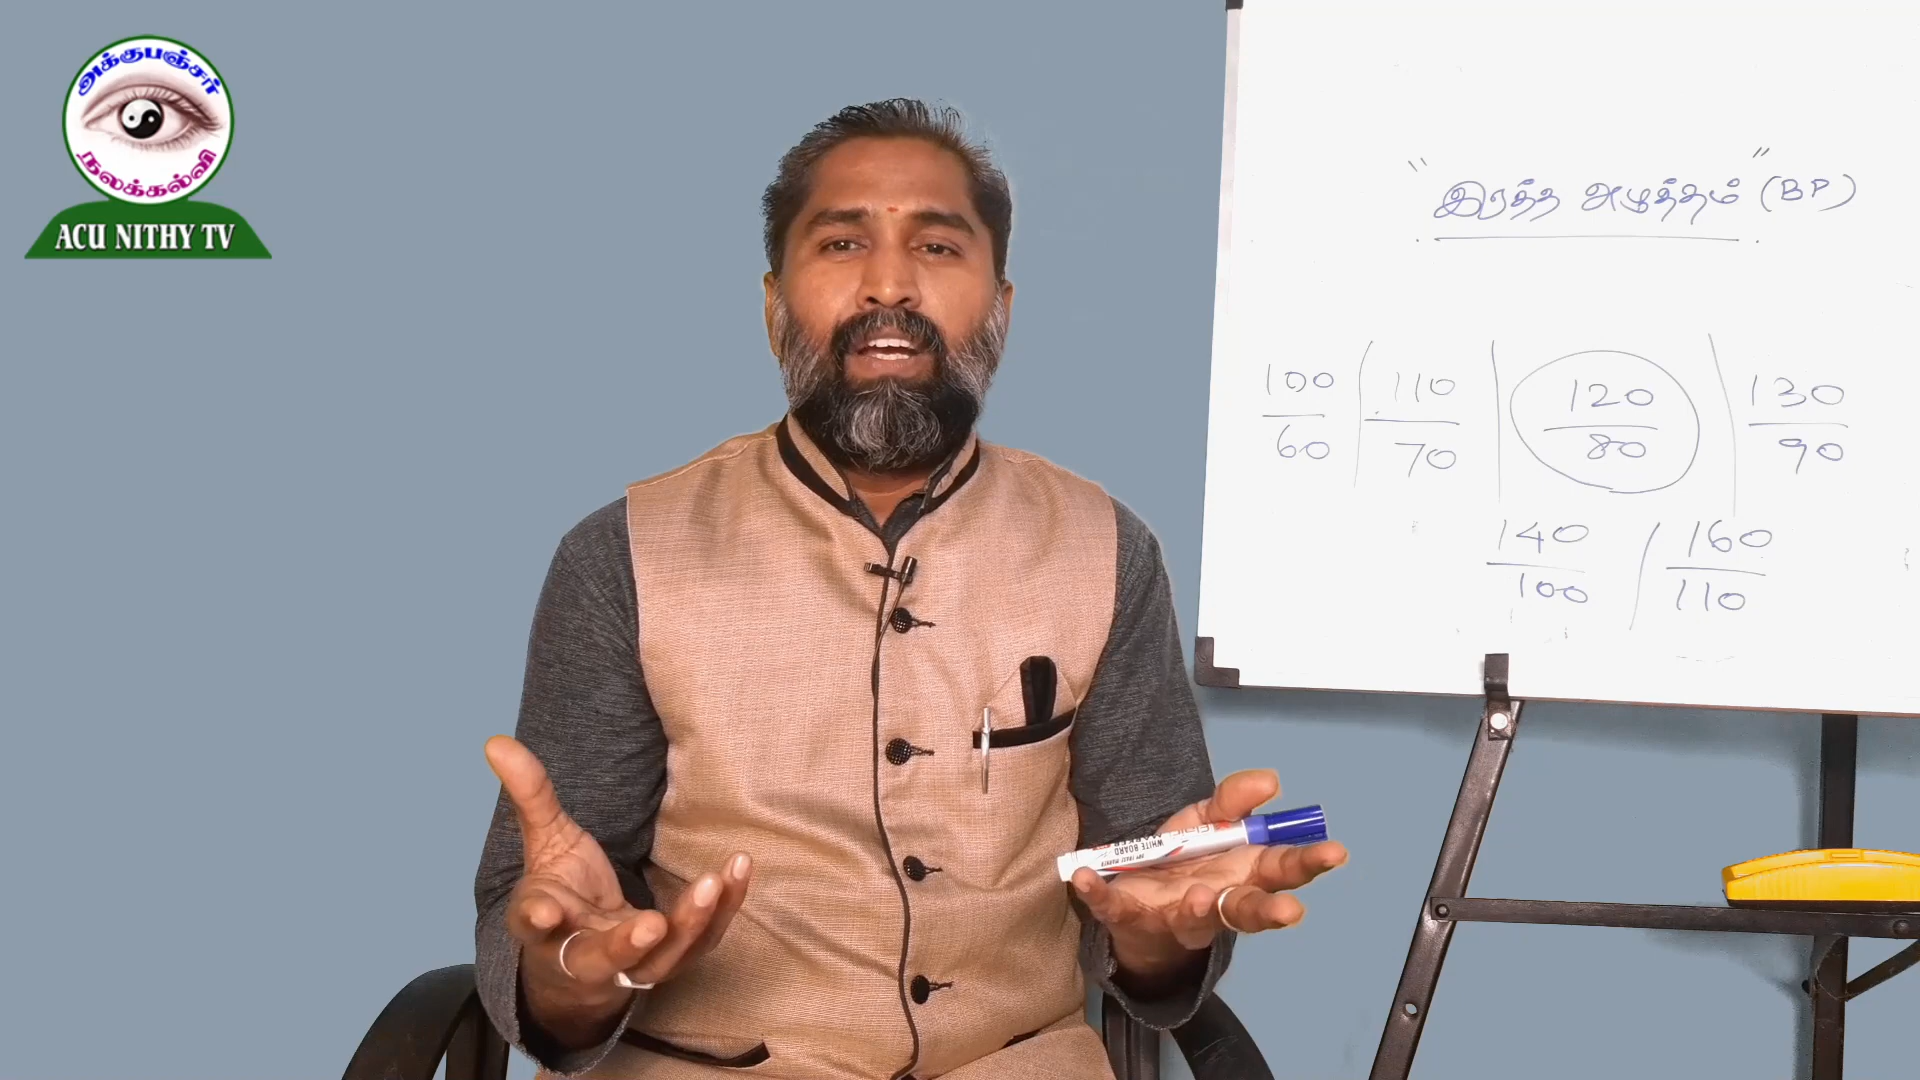 அக்குபஞ்சர்
நலக்கல்வி
ACU NITHY TV
"இரத்த அழுத்தம்" (BP)
100/60 | 110/70 | 120/80 | 130/90
140/100 / 160/110
WHITE BOARD
MARKER